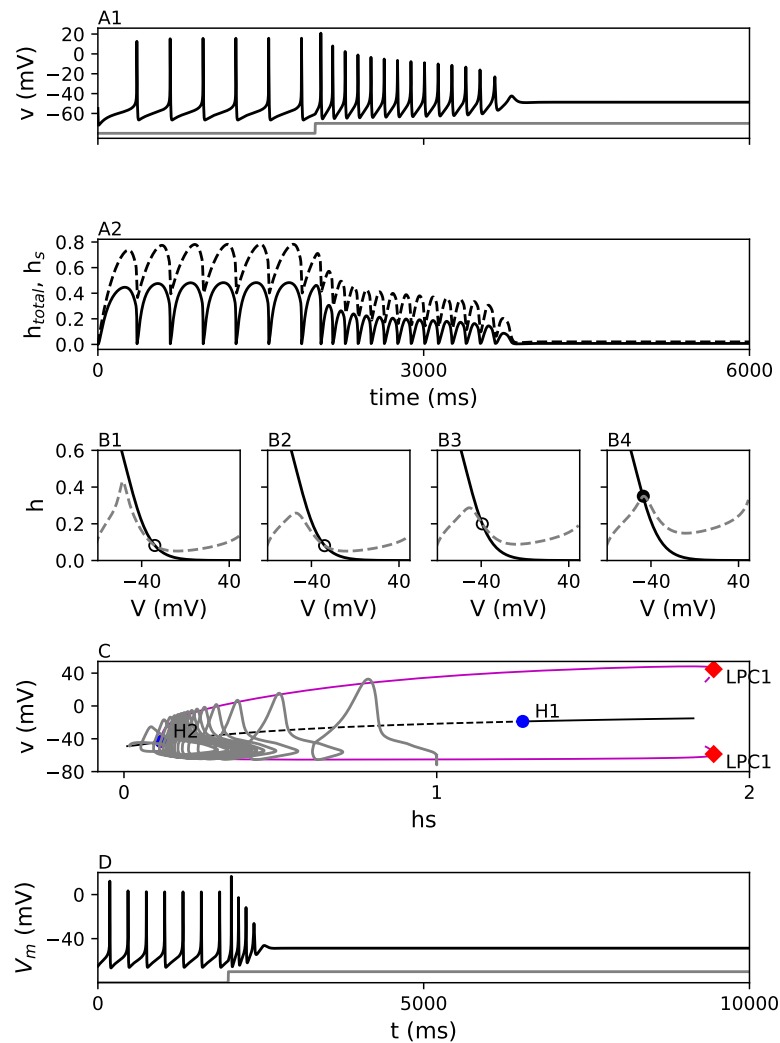 A1
20
0
−20
−40
−60
v (mV)
A2
0.8
0.6
0.4
0.2
0.0
h_total, h_s
0 3000 6000
time (ms)
B1 B2 B3 B4
0.6
0.4
0.2
0.0
h
−40 40 −40 40 −40 40 −40 40
V (mV) V (mV) V (mV) V (mV)
C
40
0
−40
−80
v (mV)
LPC1
H1
H2
LPC1
0 1 2
hs
D
0
−40
V_m (mV)
0 5000 10000
t (ms)